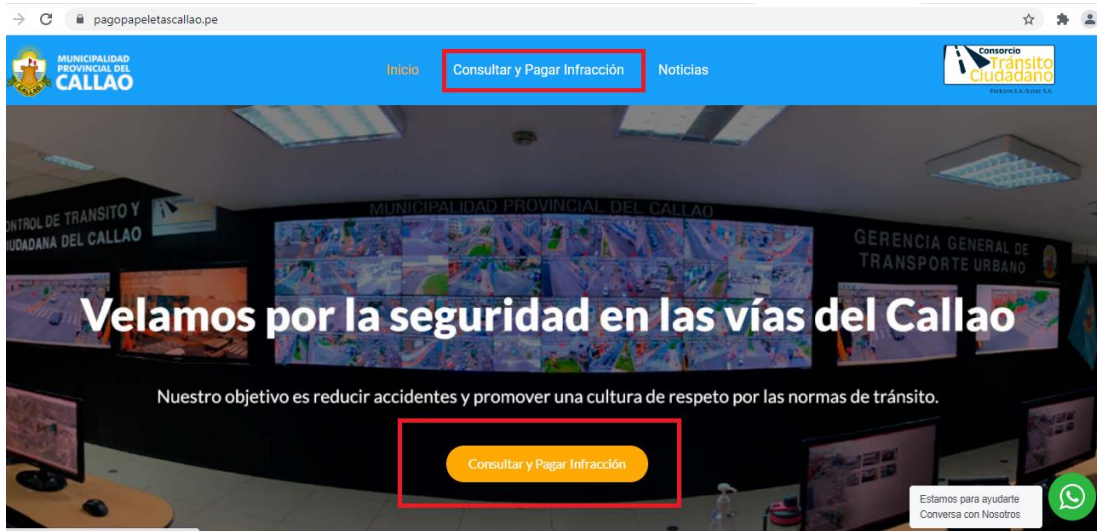 pagopapeletascallao.pe
MUNICIPALIDAD
PROVINCIAL DEL
CALLAO
Inicio
Consultar y Pagar Infracción
Noticias
Consorcio
Tránsito
Ciudadano
MUNICIPALIDAD PROVINCIAL DEL CALLAO
ONTROL DE TRANSITO Y
IUDADANA DEL CALLAO
GERENCIA GENERAL DE
TRANSPORTE URBANO
Velamos por la seguridad en las vías del Callao
Nuestro objetivo es reducir accidentes y promover una cultura de respeto por las normas de tránsito.
Consultar y Pagar Infracción
Estamos para ayudarte
Conversa con Nosotros